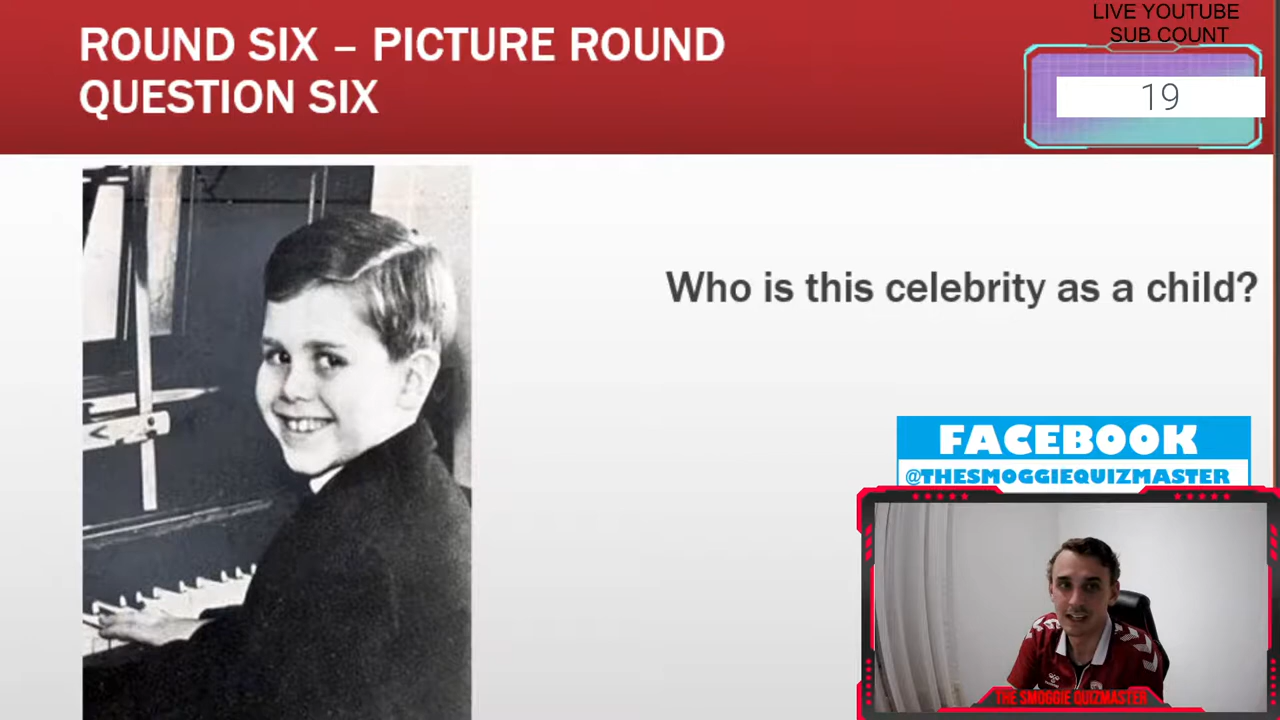 ROUND SIX – PICTURE ROUND
QUESTION SIX
LIVE YOUTUBE
SUB COUNT
19
Who is this celebrity as a child?
FACEBOOK
@THESMOGGIEQUIZMASTER
THE SMOGGIE QUIZMASTER